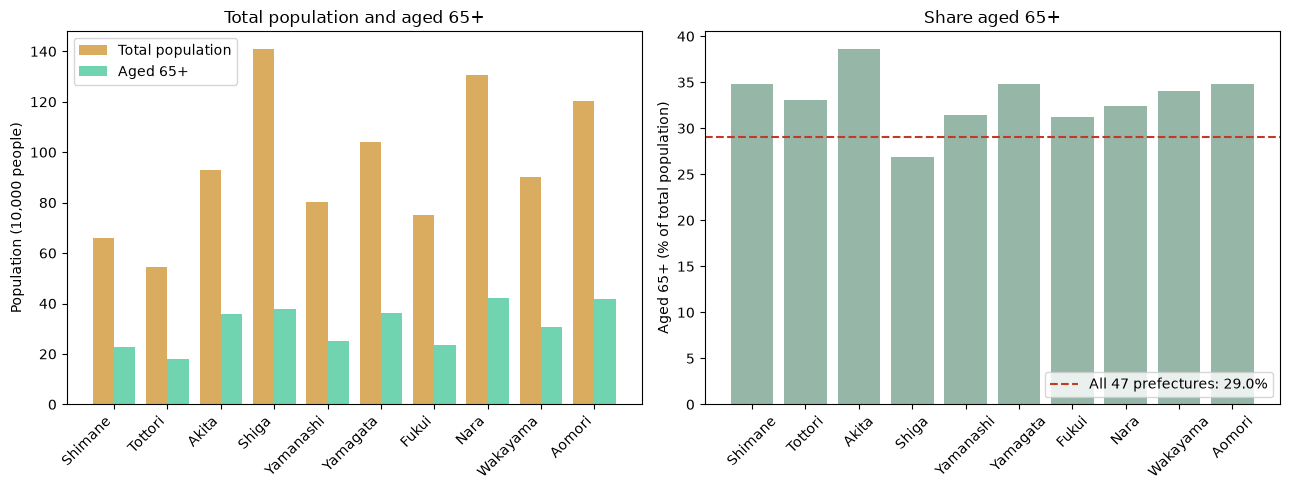 Total population and aged 65+
Population (10,000 people)
140
120
100
80
60
40
20
0
Total population
Aged 65+
Shimane
Tottori
Akita
Shiga
Yamanashi
Yamagata
Fukui
Nara
Wakayama
Aomori
Share aged 65+
Aged 65+ (% of total population)
40
35
30
25
20
15
10
5
0
All 47 prefectures: 29.0%
Shimane
Tottori
Akita
Shiga
Yamanashi
Yamagata
Fukui
Nara
Wakayama
Aomori